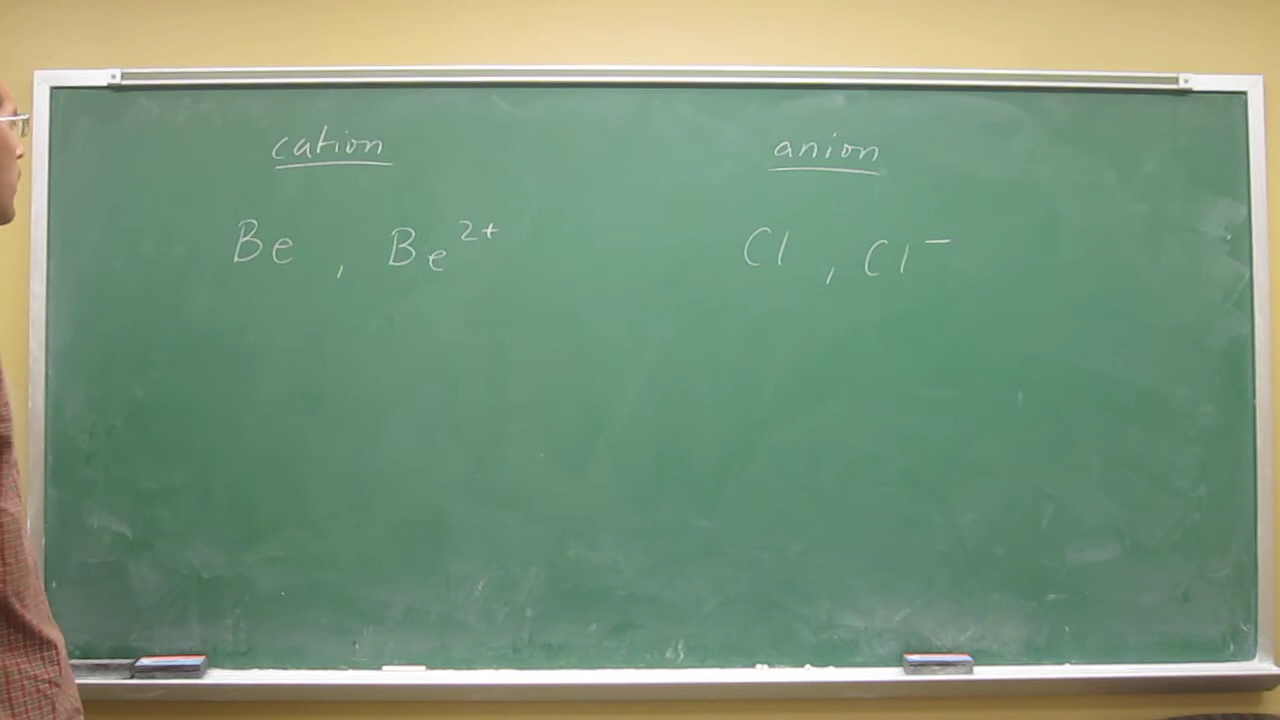 cation anion
Be , Be²⁺ Cl , Cl⁻